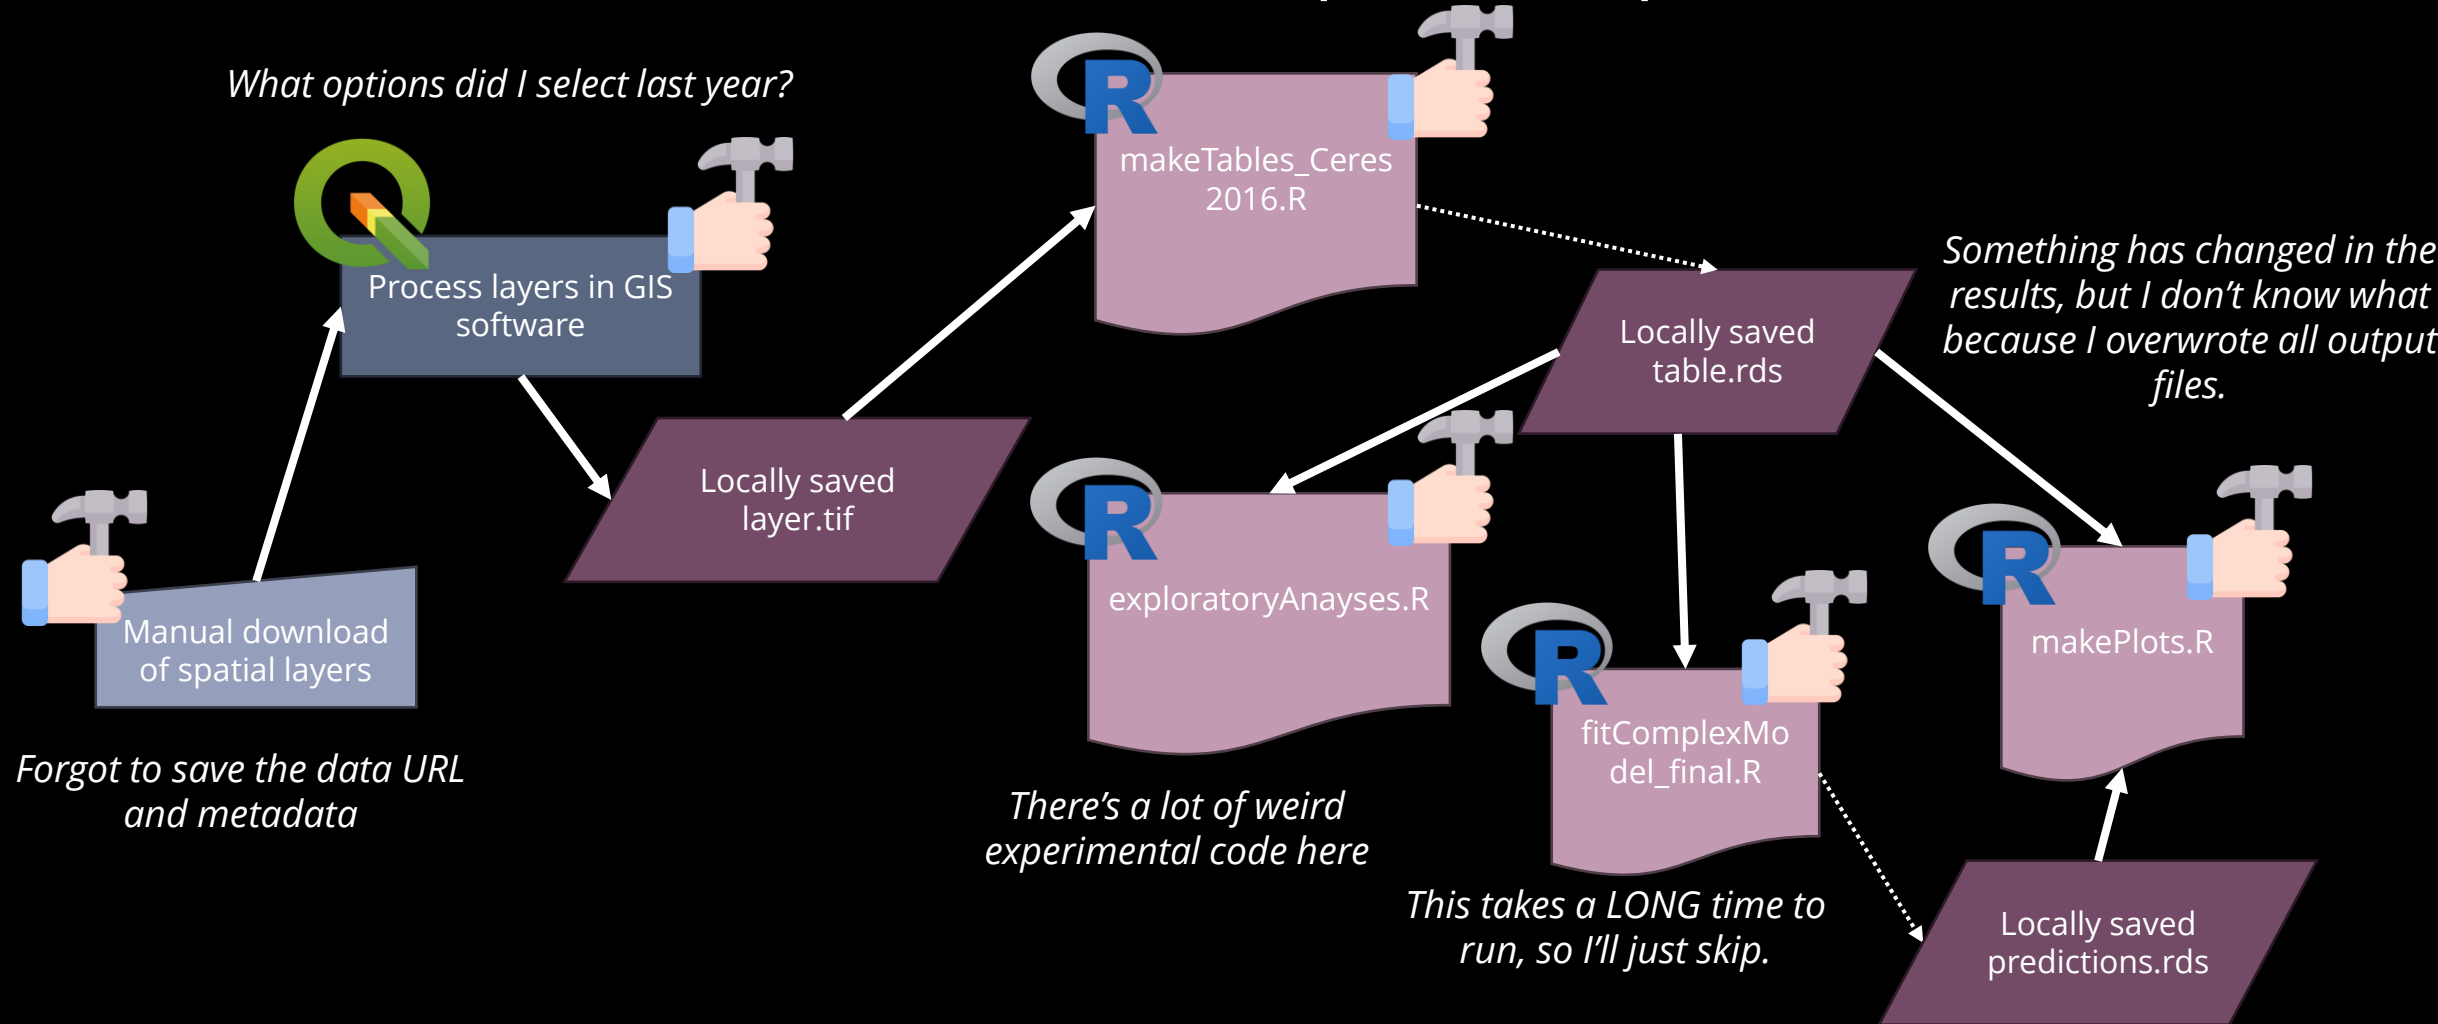 What options did I select last year?
Process layers in GIS
software
Manual download
of spatial layers
Forgot to save the data URL
and metadata
Locally saved
layer.tif
R
makeTables_Ceres
2016.R
Locally saved
table.rds
Something has changed in the
results, but I don’t know what
because I overwrote all output
files.
R
exploratoryAnayses.R
There’s a lot of weird
experimental code here
R
fitComplexMo
del_final.R
This takes a LONG time to
run, so I’ll just skip.
R
makePlots.R
Locally saved
predictions.rds